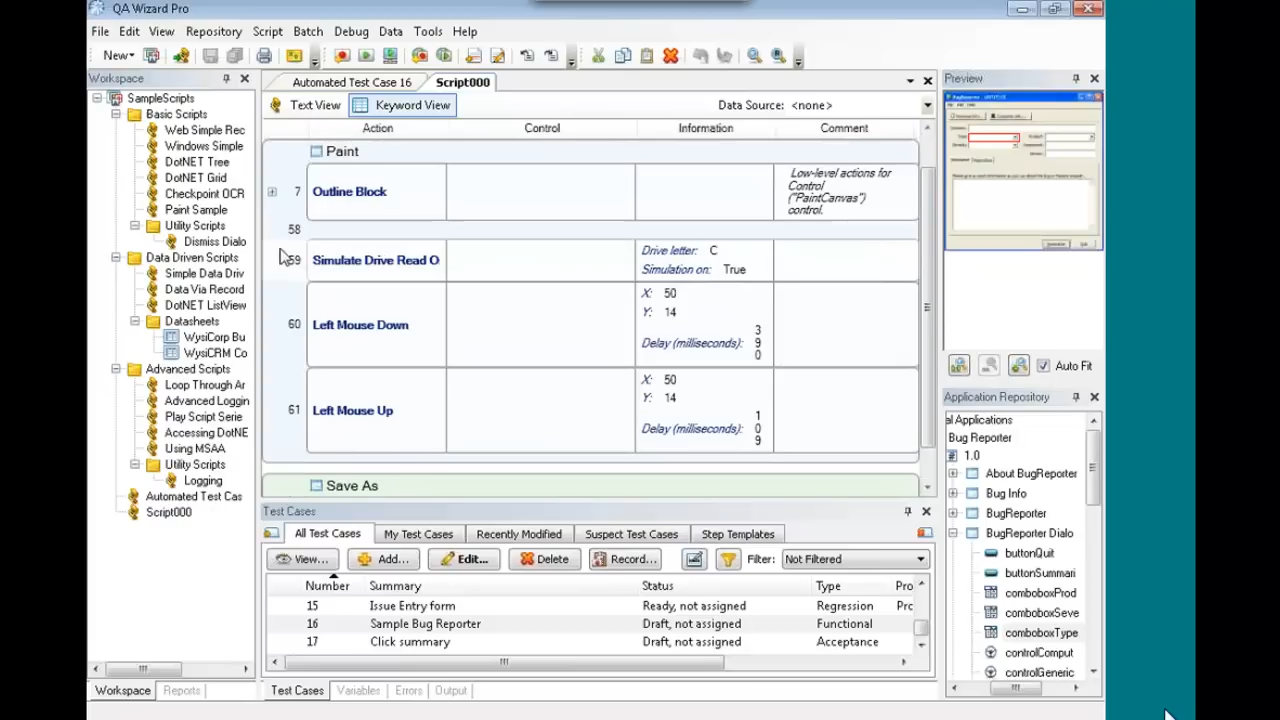 QA Wizard Pro
File Edit View Repository Script Batch Debug Data Tools Help
New
Workspace
SampleScripts
Basic Scripts
Web Simple Rec
Windows Simple
DotNET Tree
DotNET Grid
Checkpoint OCR
Paint Sample
Utility Scripts
Dismiss Dialo
Data Driven Scripts
Simple Data Driv
Data Via Record
DotNET ListView
Datasheets
WysiCorp Bu
WysiCRM Co
Advanced Scripts
Loop Through Ar
Advanced Loggin
Play Script Serie
Accessing DotNE
Using MSAA
Utility Scripts
Logging
Automated Test Cas
Script000
Workspace Reports
Automated Test Case 16 Script000
Text View Keyword View Data Source: <none>
Action Control Information Comment
Paint
7 Outline Block
Low-level actions for
Control
("PaintCanvas")
control.
58
59 Simulate Drive Read O
Drive letter: C
Simulation on: True
60 Left Mouse Down
X: 50
Y: 14
Delay (milliseconds): 390
61 Left Mouse Up
X: 50
Y: 14
Delay (milliseconds): 109
Save As
Test Cases
All Test Cases My Test Cases Recently Modified Suspect Test Cases Step Templates
View... Add... Edit... Delete Record... Filter: Not Filtered
Number Summary Status Type Pro
15 Issue Entry form Ready, not assigned Regression Prc
16 Sample Bug Reporter Draft, not assigned Functional
17 Click summary Draft, not assigned Acceptance
Test Cases Variables Errors Output
Preview
Auto Fit
Application Repository
al Applications
Bug Reporter
1.0
About BugReporter
Bug Info
BugReporter
BugReporter Dialo
buttonQuit
buttonSummari
comboboxProd
comboboxSeve
comboboxType
controlComput
controlGeneric